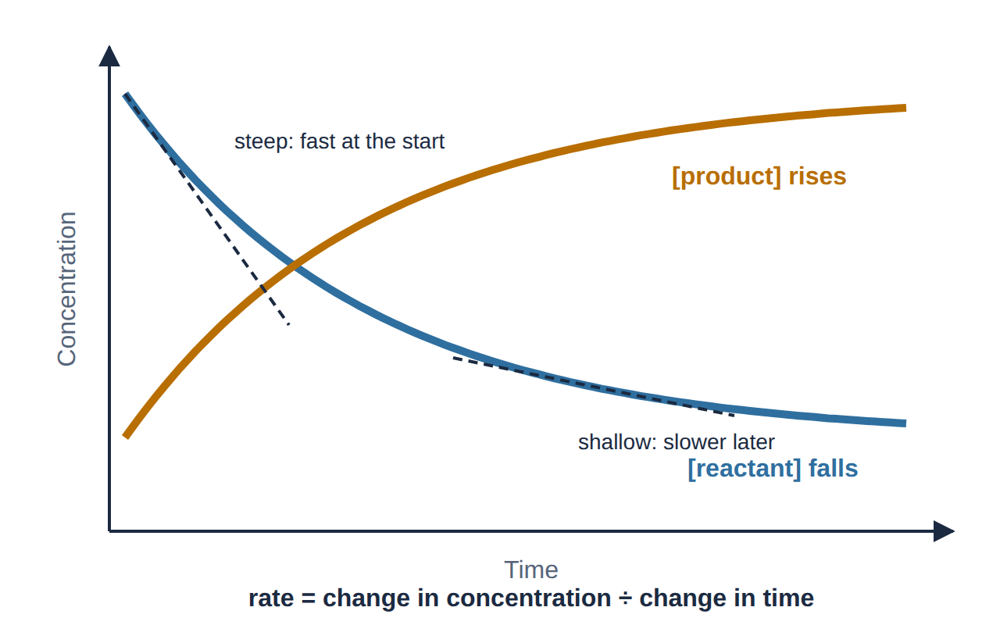 steep: fast at the start
[product] rises
Concentration
shallow: slower later
[reactant] falls
Time
rate = change in concentration ÷ change in time